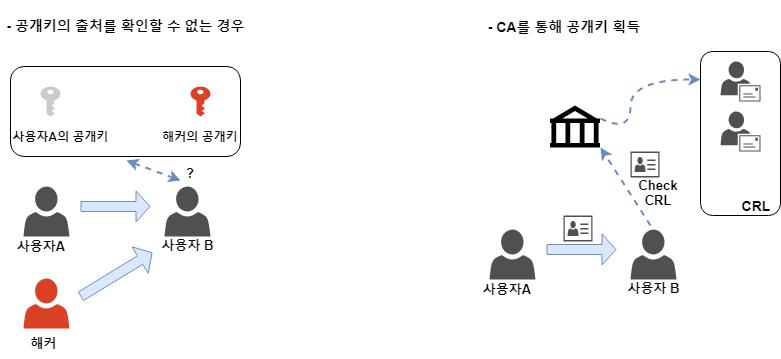 - 공개키의 출처를 확인할 수 없는 경우
사용자A의 공개키
해커의 공개키
?
사용자A
사용자 B
해커
- CA를 통해 공개키 획득
Check
CRL
CRL
사용자A
사용자 B